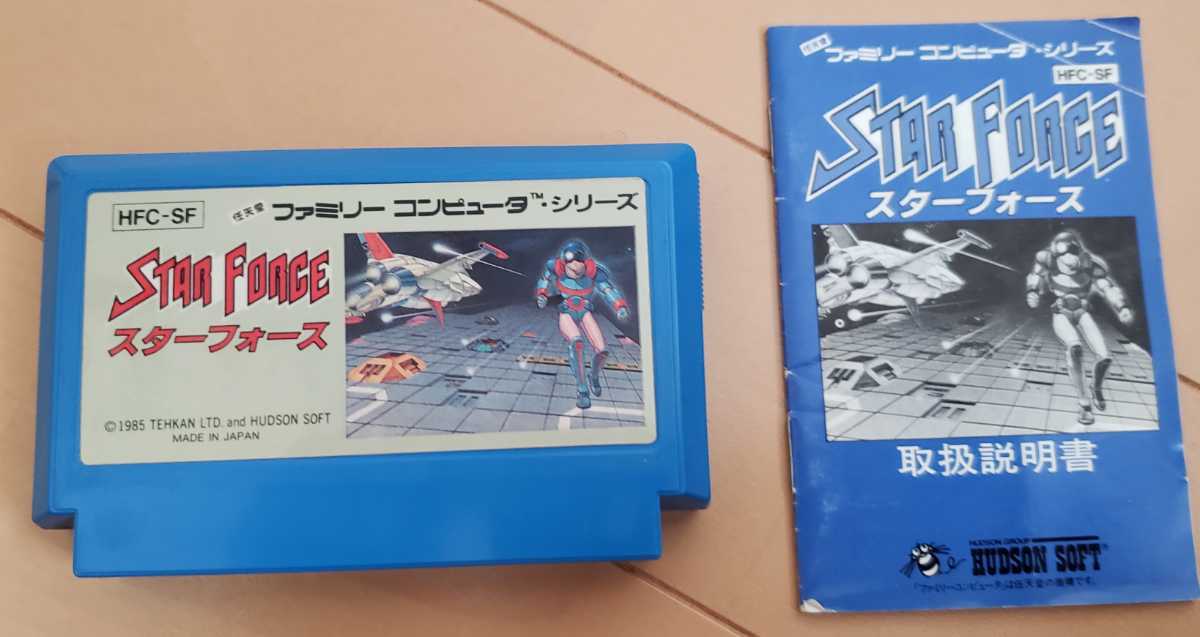 HFC-SF
任天堂 ファミリー コンピュータ™・シリーズ
STAR FORCE
スターフォース
©1985 TEHKAN LTD. and HUDSON SOFT
MADE IN JAPAN
任天堂 ファミリー コンピュータ・シリーズ
HFC-SF
STAR FORCE
スターフォース
取扱説明書
HUDSON GROUP
HUDSON SOFT®
「ファミリーコンピュータ」は任天堂の商標です。